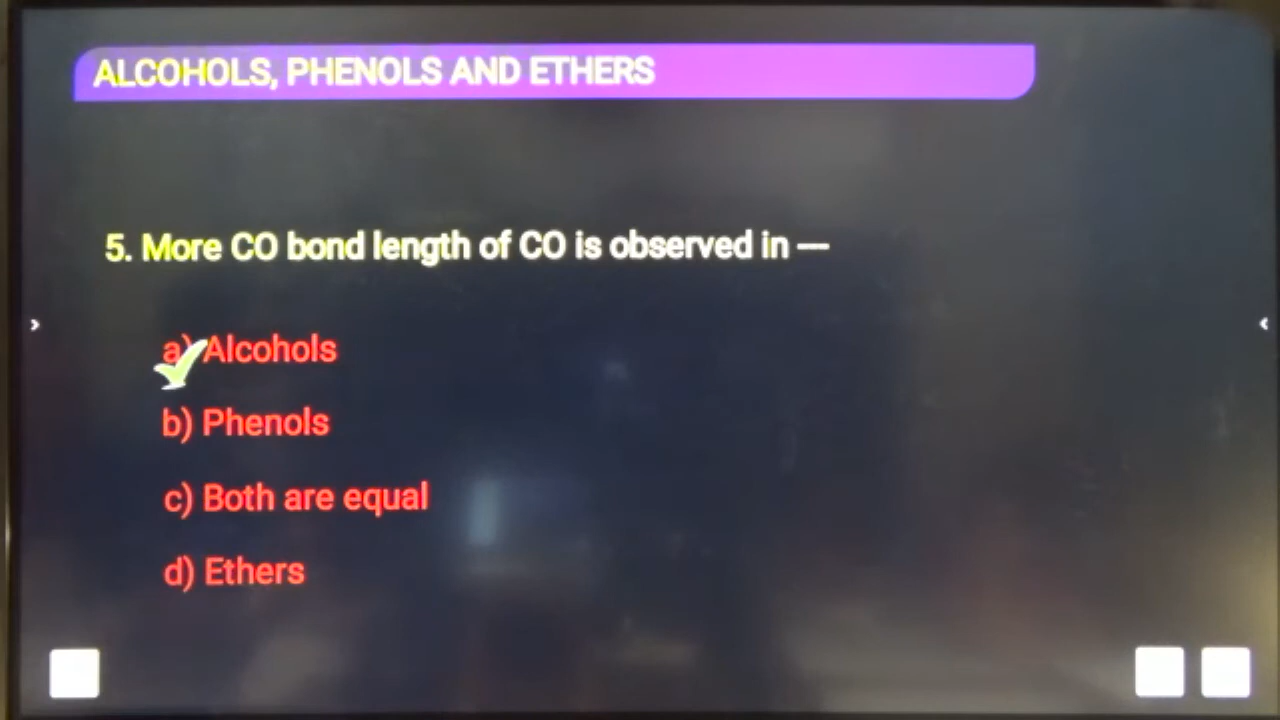 ALCOHOLS, PHENOLS AND ETHERS
5. More CO bond length of CO is observed in —
a) Alcohols
b) Phenols
c) Both are equal
d) Ethers